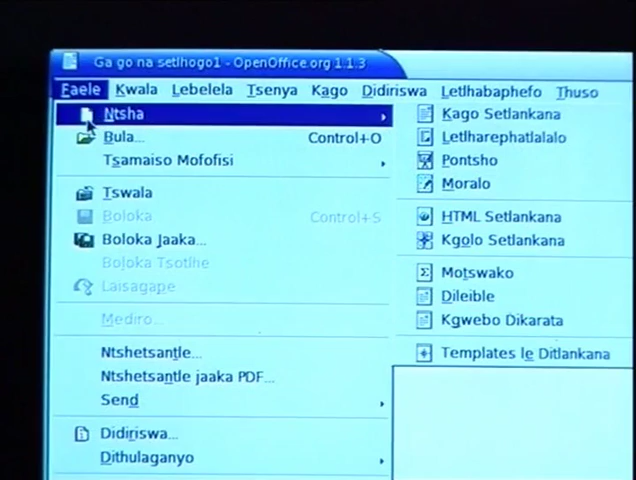 Ga go na setlhogo1 - OpenOffice.org 1.1.3
Faele Kwala Lebelela Tsenya Kago Didiriswa Letlhabaphefo Thuso
Ntsha
Bula... Control+O
Tsamaiso Mofofisi
Tswala
Boloka Control+S
Boloka Jaaka...
Boloka Tsotlhe
Laisagape
Mediro...
Ntshetsantle...
Ntshetsantle jaaka PDF...
Send
Didiriswa...
Dithulaganyo
Kago Setlankana
Letlharephatlalalo
Pontsho
Moralo
HTML Setlankana
Kgolo Setlankana
Motswako
Dileible
Kgwebo Dikarata
Templates le Ditlankana